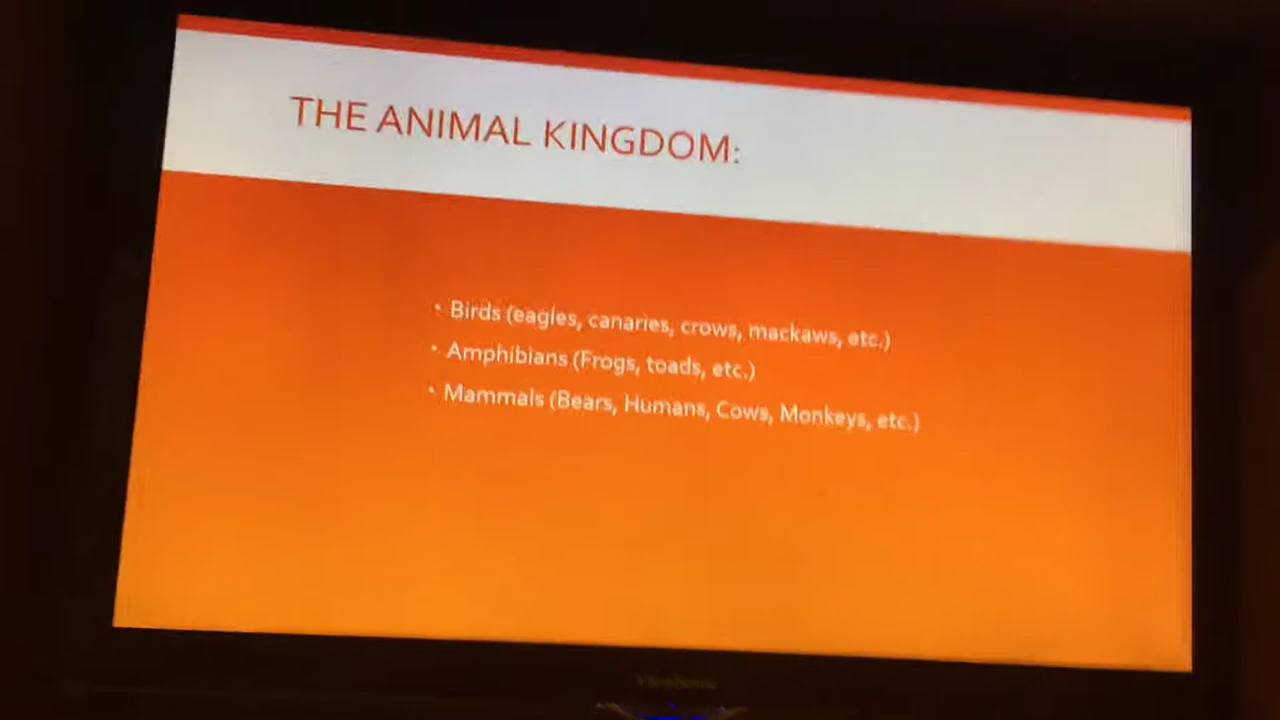 THE ANIMAL KINGDOM:
• Birds (eagles, canaries, crows, mackaws, etc.)
• Amphibians (Frogs, toads, etc.)
• Mammals (Bears, Humans, Cows, Monkeys, etc.)
ViewSonic